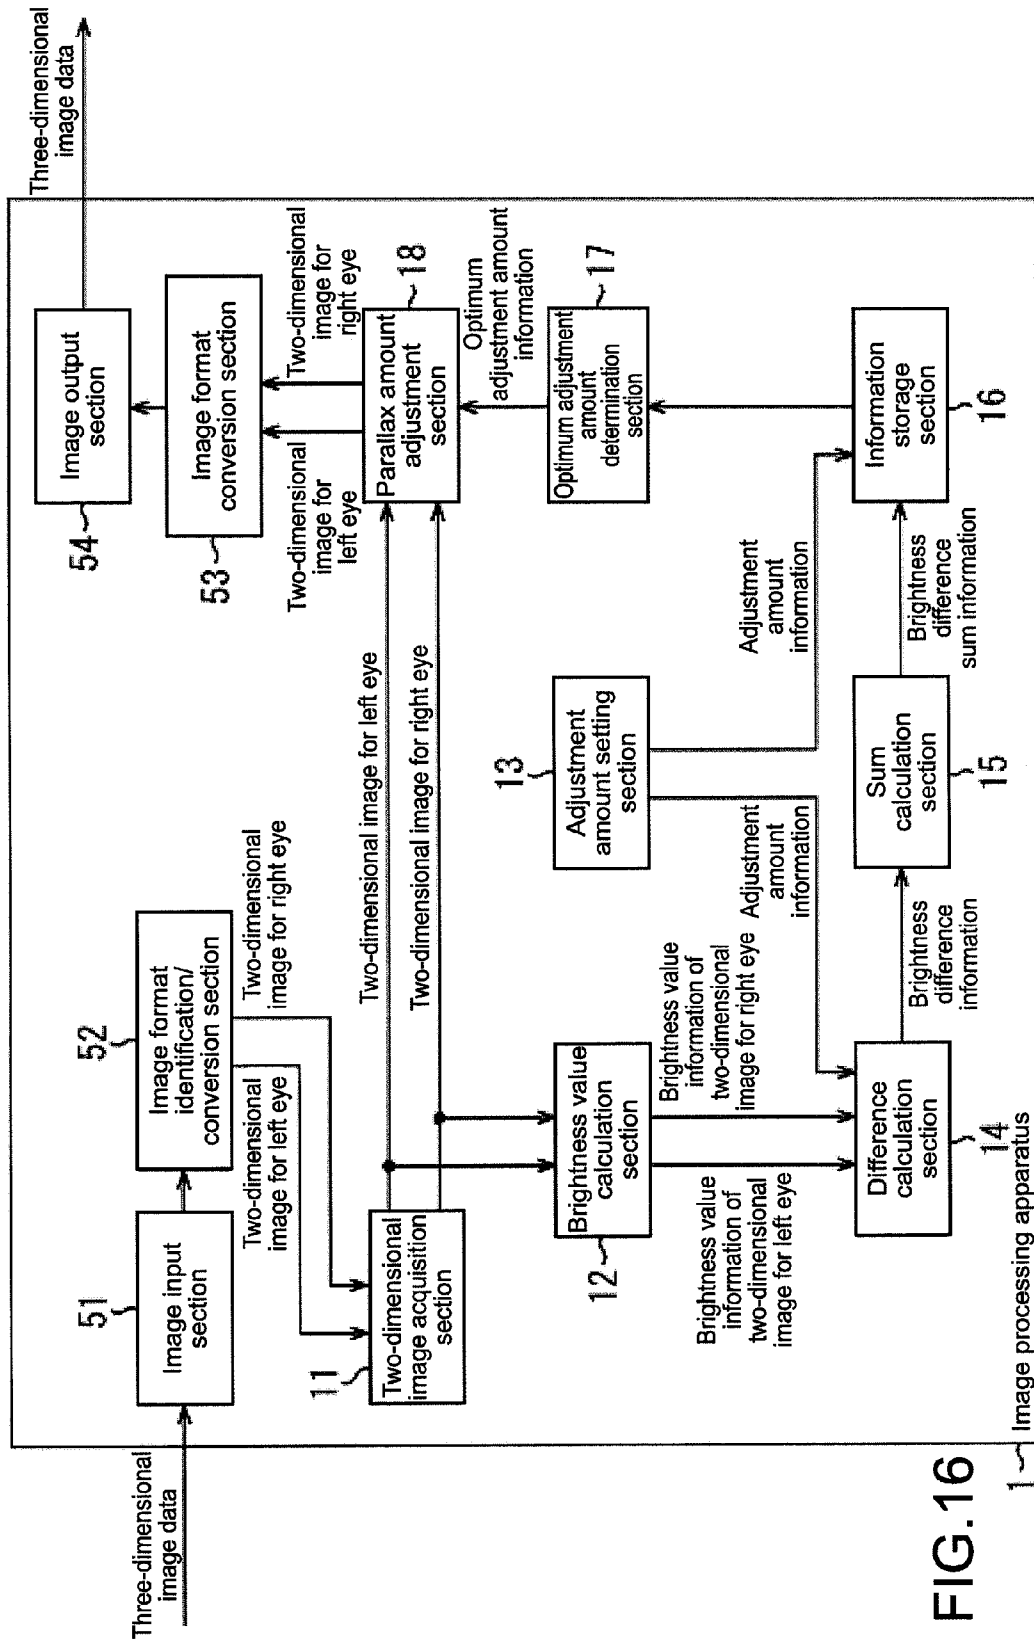 Three-dimensional
image data
51
Image input
section
52
Image format
identification/
conversion section
Two-dimensional
image for left eye
Two-dimensional
image for right eye
11
Two-dimensional
image acquisition
section
Two-dimensional image for left eye
Two-dimensional image for right eye
12
Brightness value
calculation
section
Brightness value
information of
two-dimensional
image for left eye
Brightness value
information of
two-dimensional
image for right eye
13
Adjustment
amount setting
section
Adjustment
amount
information
Adjustment
amount
information
Difference
calculation
section
14
Brightness
difference
information
Sum
calculation
section
15
Brightness
difference
sum information
Information
storage
section
16
Optimum adjustment
amount
determination
section
17
Optimum
adjustment amount
information
Parallax amount
adjustment
section
18
Two-dimensional
image for
left eye
Two-dimensional
image for
right eye
53
Image format
conversion section
54
Image output
section
Three-dimensional
image data
1 Image processing apparatus
FIG.16